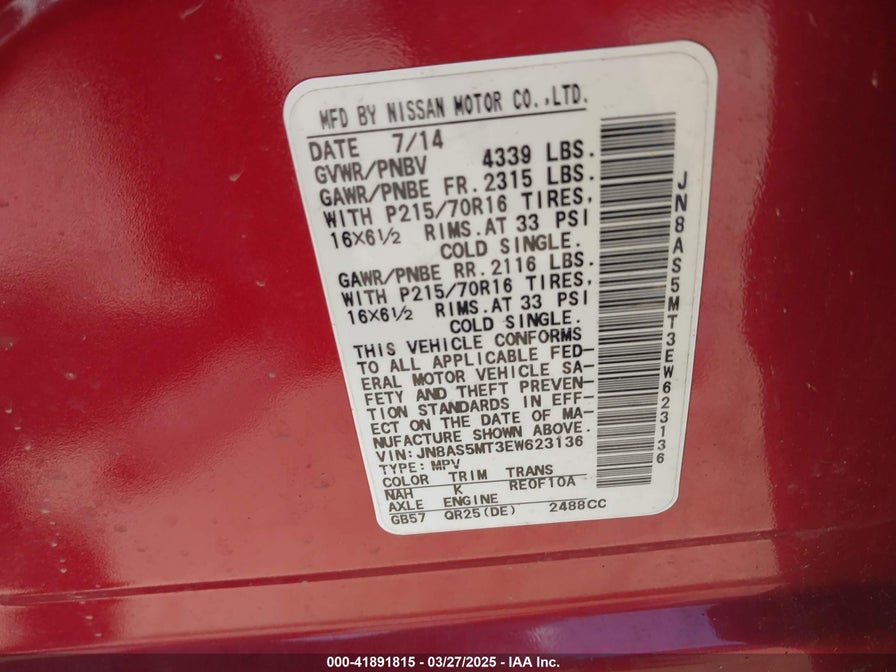 MFD BY NISSAN MOTOR CO.,LTD.
DATE 7/14
GVWR/PNBV 4339 LBS.
GAWR/PNBE FR. 2315 LBS.
WITH P215/70R16 TIRES,
16X6½ RIMS.AT 33 PSI
COLD SINGLE.
GAWR/PNBE RR. 2116 LBS.
WITH P215/70R16 TIRES,
16X6½ RIMS.AT 33 PSI
COLD SINGLE.
THIS VEHICLE CONFORMS
TO ALL APPLICABLE FED-
ERAL MOTOR VEHICLE SA-
FETY AND THEFT PREVEN-
TION STANDARDS IN EFF-
ECT ON THE DATE OF MA-
NUFACTURE SHOWN ABOVE.
VIN:JN8AS5MT3EW623136
TYPE:MPV
COLOR TRIM TRANS
NAH K RE0F10A
AXLE ENGINE
GB57 QR25(DE) 2488CC
JN8AS5MT3EW623136
000-41891815 - 03/27/2025 - IAA Inc.